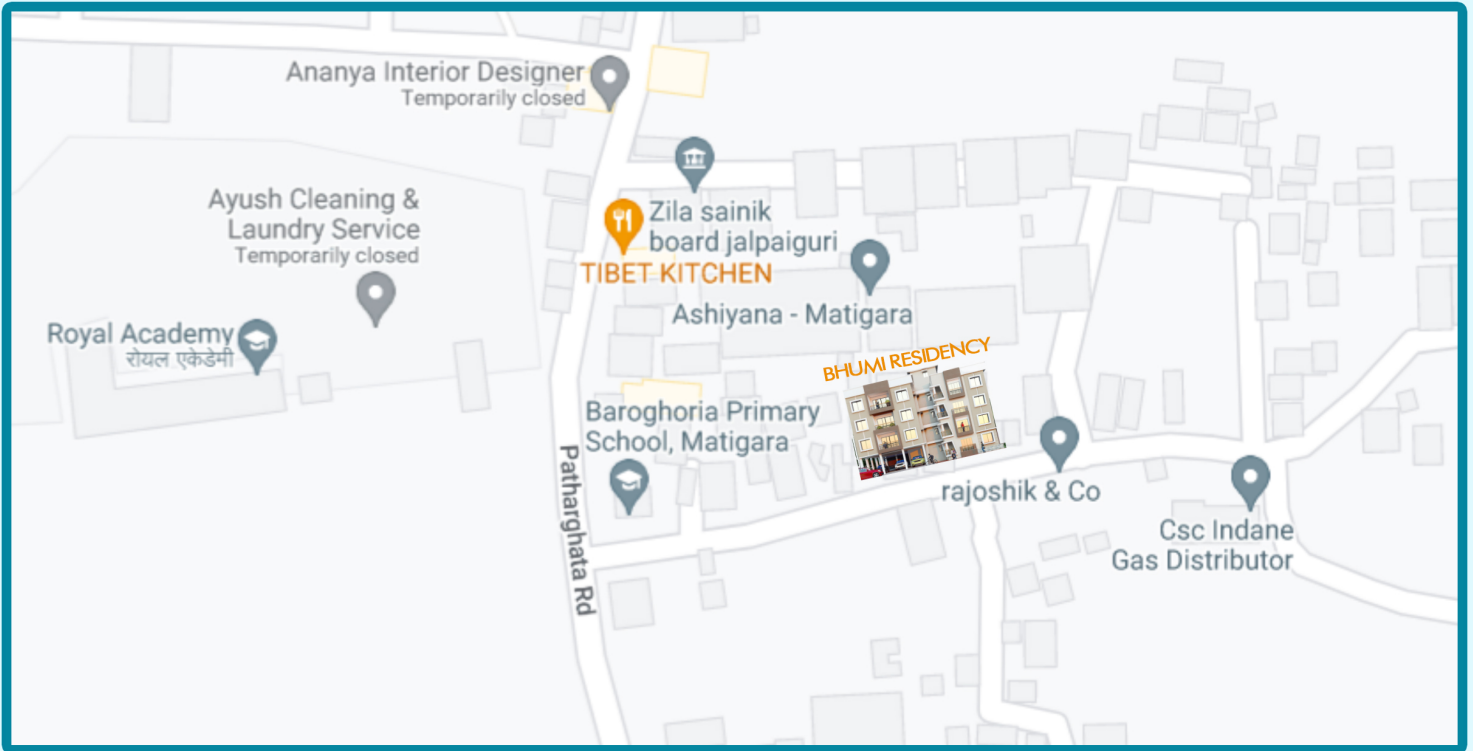 Ananya Interior Designer
Temporarily closed
Ayush Cleaning &
Laundry Service
Temporarily closed
Zila sainik
board jalpaiguri
TIBET KITCHEN
Ashiyana - Matigara
Royal Academy
रोयल एकेडेमी
BHUMI RESIDENCY
Baroghoria Primary
School, Matigara
Patharghata Rd
rajoshik & Co
Csc Indane
Gas Distributor